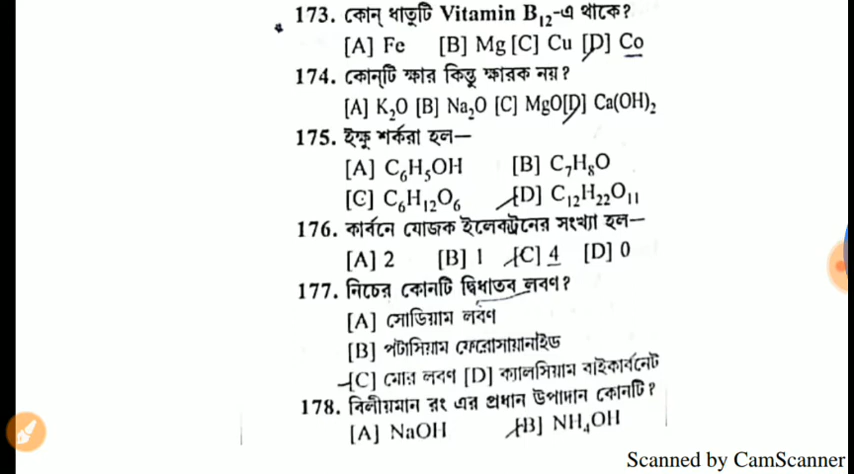 173. কোন্ ধাতুটি Vitamin B₁₂-এ থাকে?
[A] Fe [B] Mg [C] Cu [D] Co
174. কোন্‌টি ক্ষার কিন্তু ক্ষারক নয়?
[A] K₂O [B] Na₂O [C] MgO [D] Ca(OH)₂
175. ইক্ষু শর্করা হল—
[A] C₆H₅OH [B] C₇H₈O
[C] C₆H₁₂O₆ [D] C₁₂H₂₂O₁₁
176. কার্বনে যোজক ইলেকট্রনের সংখ্যা হল—
[A] 2 [B] 1 [C] 4 [D] 0
177. নিচের কোনটি দ্বিধাতব লবণ?
[A] সোডিয়াম লবণ
[B] পটাসিয়াম ফেরোসায়ানাইড
[C] মোর লবণ [D] ক্যালসিয়াম বাইকার্বনেট
178. বিলীয়মান রং এর প্রধান উপাদান কোনটি?
[A] NaOH [B] NH₄OH
Scanned by CamScanner